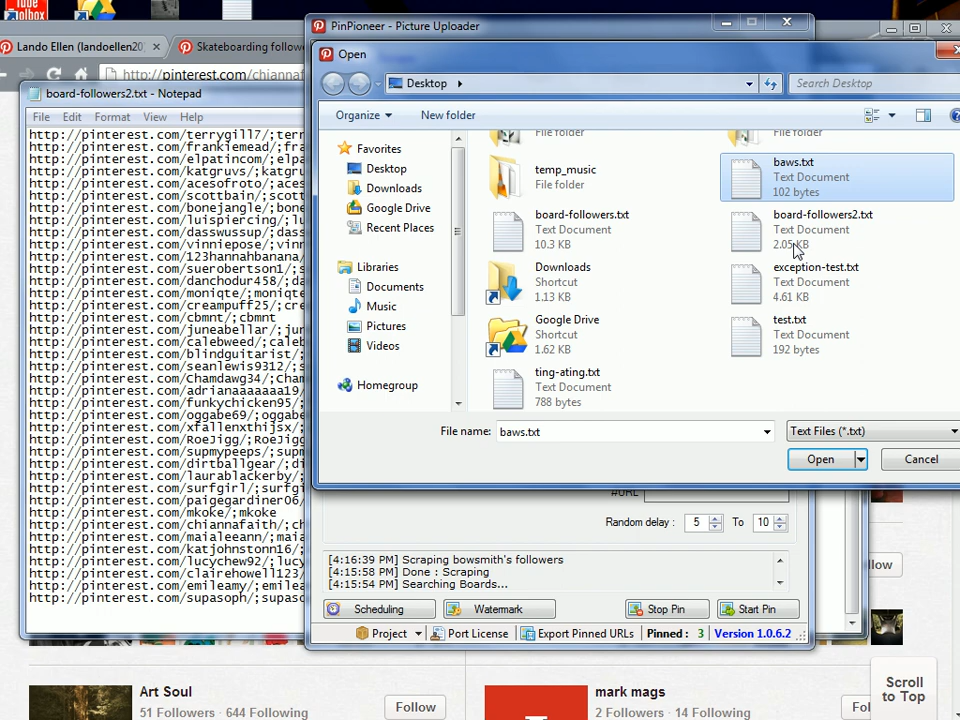 Tube
Toolbox
Lando Ellen (landoellen20
Skateboarding follow
http://pinterest.com/chiannaf
board-followers2.txt - Notepad
File Edit Format View Help
http://pinterest.com/terrygill7/;terr
http://pinterest.com/frankiemead/;fra
http://pinterest.com/elpatincom/;elpa
http://pinterest.com/katgruvs/;katgru
http://pinterest.com/acesofroto/;aces
http://pinterest.com/scottbain/;scott
http://pinterest.com/bonejangle/;bone
http://pinterest.com/luispiercing/;lu
http://pinterest.com/dasswussup/;dass
http://pinterest.com/vinniepose/;vinn
http://pinterest.com/123hannahbanana/
http://pinterest.com/suerobertson1/;s
http://pinterest.com/danchodur458/;da
http://pinterest.com/moniqte/;moniqte
http://pinterest.com/creampuff25/;cre
http://pinterest.com/cbmnt/;cbmnt
http://pinterest.com/juneabellar/;jun
http://pinterest.com/calebweed/;caleb
http://pinterest.com/blindguitarist/;
http://pinterest.com/seanlewis9312/;s
http://pinterest.com/Chamdawg34/;Cham
http://pinterest.com/adrianaaaaaaa19/
http://pinterest.com/funkychicken95/;
http://pinterest.com/oggabe69/;oggabe
http://pinterest.com/xfallenxthijsx/;
http://pinterest.com/RoeJigg/;RoeJigg
http://pinterest.com/supmypeeps/;supm
http://pinterest.com/dirtballgear/;di
http://pinterest.com/laurablackerby/;
http://pinterest.com/surfgirl/;surfgi
http://pinterest.com/paigegardiner06/
http://pinterest.com/mkoke/;mkoke
http://pinterest.com/chiannafaith/;ch
http://pinterest.com/maialeeann/;maia
http://pinterest.com/katjohnstonn16/;
http://pinterest.com/lucychew92/;lucy
http://pinterest.com/clairehowell123/
http://pinterest.com/emileamy/;emilea
http://pinterest.com/supasoph/;supaso
PinPioneer - Picture Uploader
Open
Desktop
Search Desktop
Organize New folder
Favorites
Desktop
Downloads
Google Drive
Recent Places
Libraries
Documents
Music
Pictures
Videos
Homegroup
File folder
File folder
temp_music
File folder
baws.txt
Text Document
102 bytes
board-followers.txt
Text Document
10.3 KB
board-followers2.txt
Text Document
2.05 KB
Downloads
Shortcut
1.13 KB
exception-test.txt
Text Document
4.61 KB
Google Drive
Shortcut
1.62 KB
test.txt
Text Document
192 bytes
ting-ating.txt
Text Document
788 bytes
File name: baws.txt Text Files (*.txt)
Open Cancel
#URL
Random delay : 5 To 10
[4:16:39 PM] Scraping bowsmith's followers
[4:15:58 PM] Done : Scraping
[4:15:54 PM] Searching Boards...
Scheduling Watermark Stop Pin Start Pin
Project Port License Export Pinned URLs Pinned : 3 Version 1.0.6.2
llow
Scroll
to Top
Art Soul
51 Followers · 644 Following
Follow
mark mags
2 Followers · 14 Following
Fol